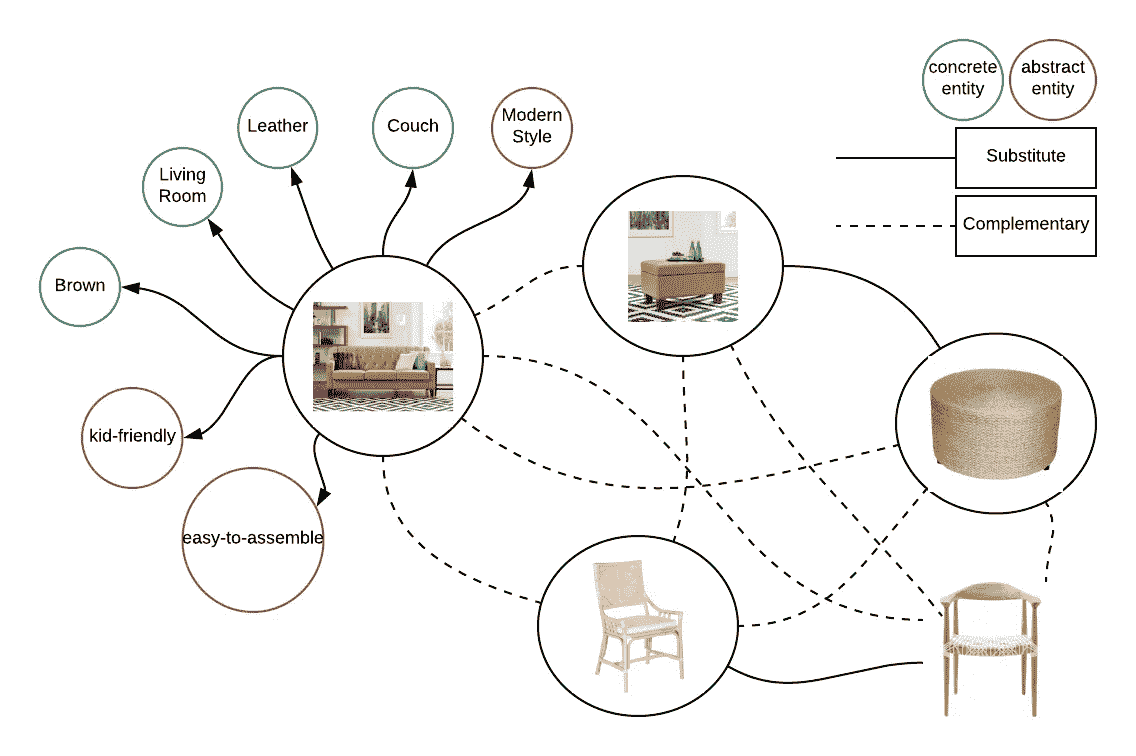 concrete
entity
abstract
entity
Substitute
Complementary
Modern
Style
Couch
Leather
Living
Room
Brown
kid-friendly
easy-to-assemble